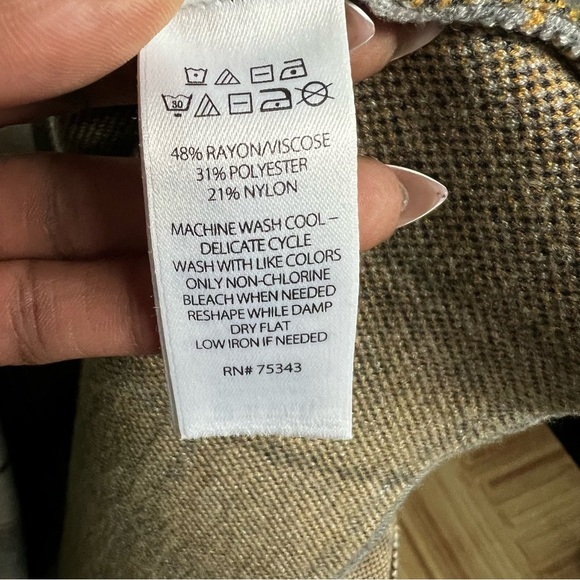 30
48% RAYON/VISCOSE
31% POLYESTER
21% NYLON
MACHINE WASH COOL –
DELICATE CYCLE
WASH WITH LIKE COLORS
ONLY NON-CHLORINE
BLEACH WHEN NEEDED
RESHAPE WHILE DAMP
DRY FLAT
LOW IRON IF NEEDED
RN# 75343